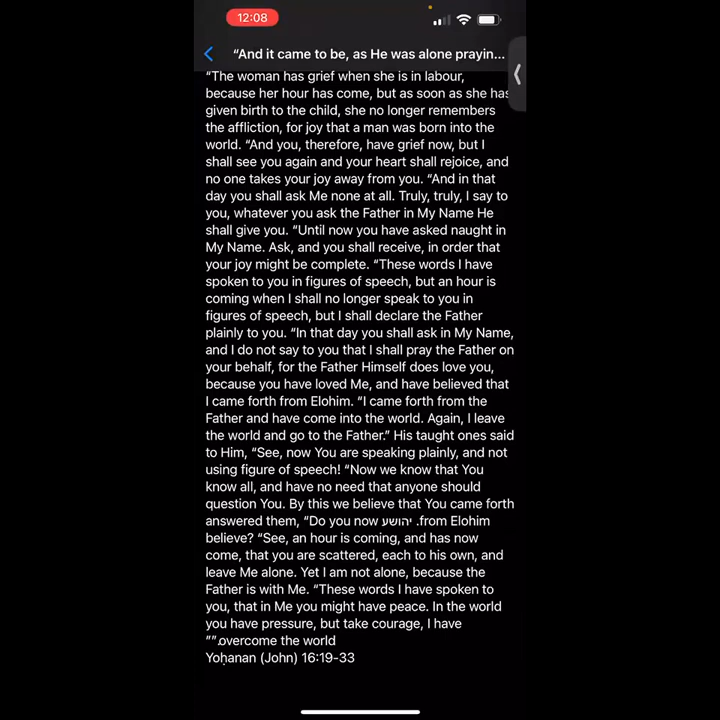 12:08
“And it came to be, as He was alone prayin...
“The woman has grief when she is in labour,
because her hour has come, but as soon as she has
given birth to the child, she no longer remembers
the affliction, for joy that a man was born into the
world. “And you, therefore, have grief now, but I
shall see you again and your heart shall rejoice, and
no one takes your joy away from you. “And in that
day you shall ask Me none at all. Truly, truly, I say to
you, whatever you ask the Father in My Name He
shall give you. “Until now you have asked naught in
My Name. Ask, and you shall receive, in order that
your joy might be complete. “These words I have
spoken to you in figures of speech, but an hour is
coming when I shall no longer speak to you in
figures of speech, but I shall declare the Father
plainly to you. “In that day you shall ask in My Name,
and I do not say to you that I shall pray the Father on
your behalf, for the Father Himself does love you,
because you have loved Me, and have believed that
I came forth from Elohim. “I came forth from the
Father and have come into the world. Again, I leave
the world and go to the Father.” His taught ones said
to Him, “See, now You are speaking plainly, and not
using figure of speech! “Now we know that You
know all, and have no need that anyone should
question You. By this we believe that You came forth
answered them, “Do you now יהושע .from Elohim
believe? “See, an hour is coming, and has now
come, that you are scattered, each to his own, and
leave Me alone. Yet I am not alone, because the
Father is with Me. “These words I have spoken to
you, that in Me you might have peace. In the world
you have pressure, but take courage, I have
””.overcome the world
Yoḥanan (John) 16:19-33